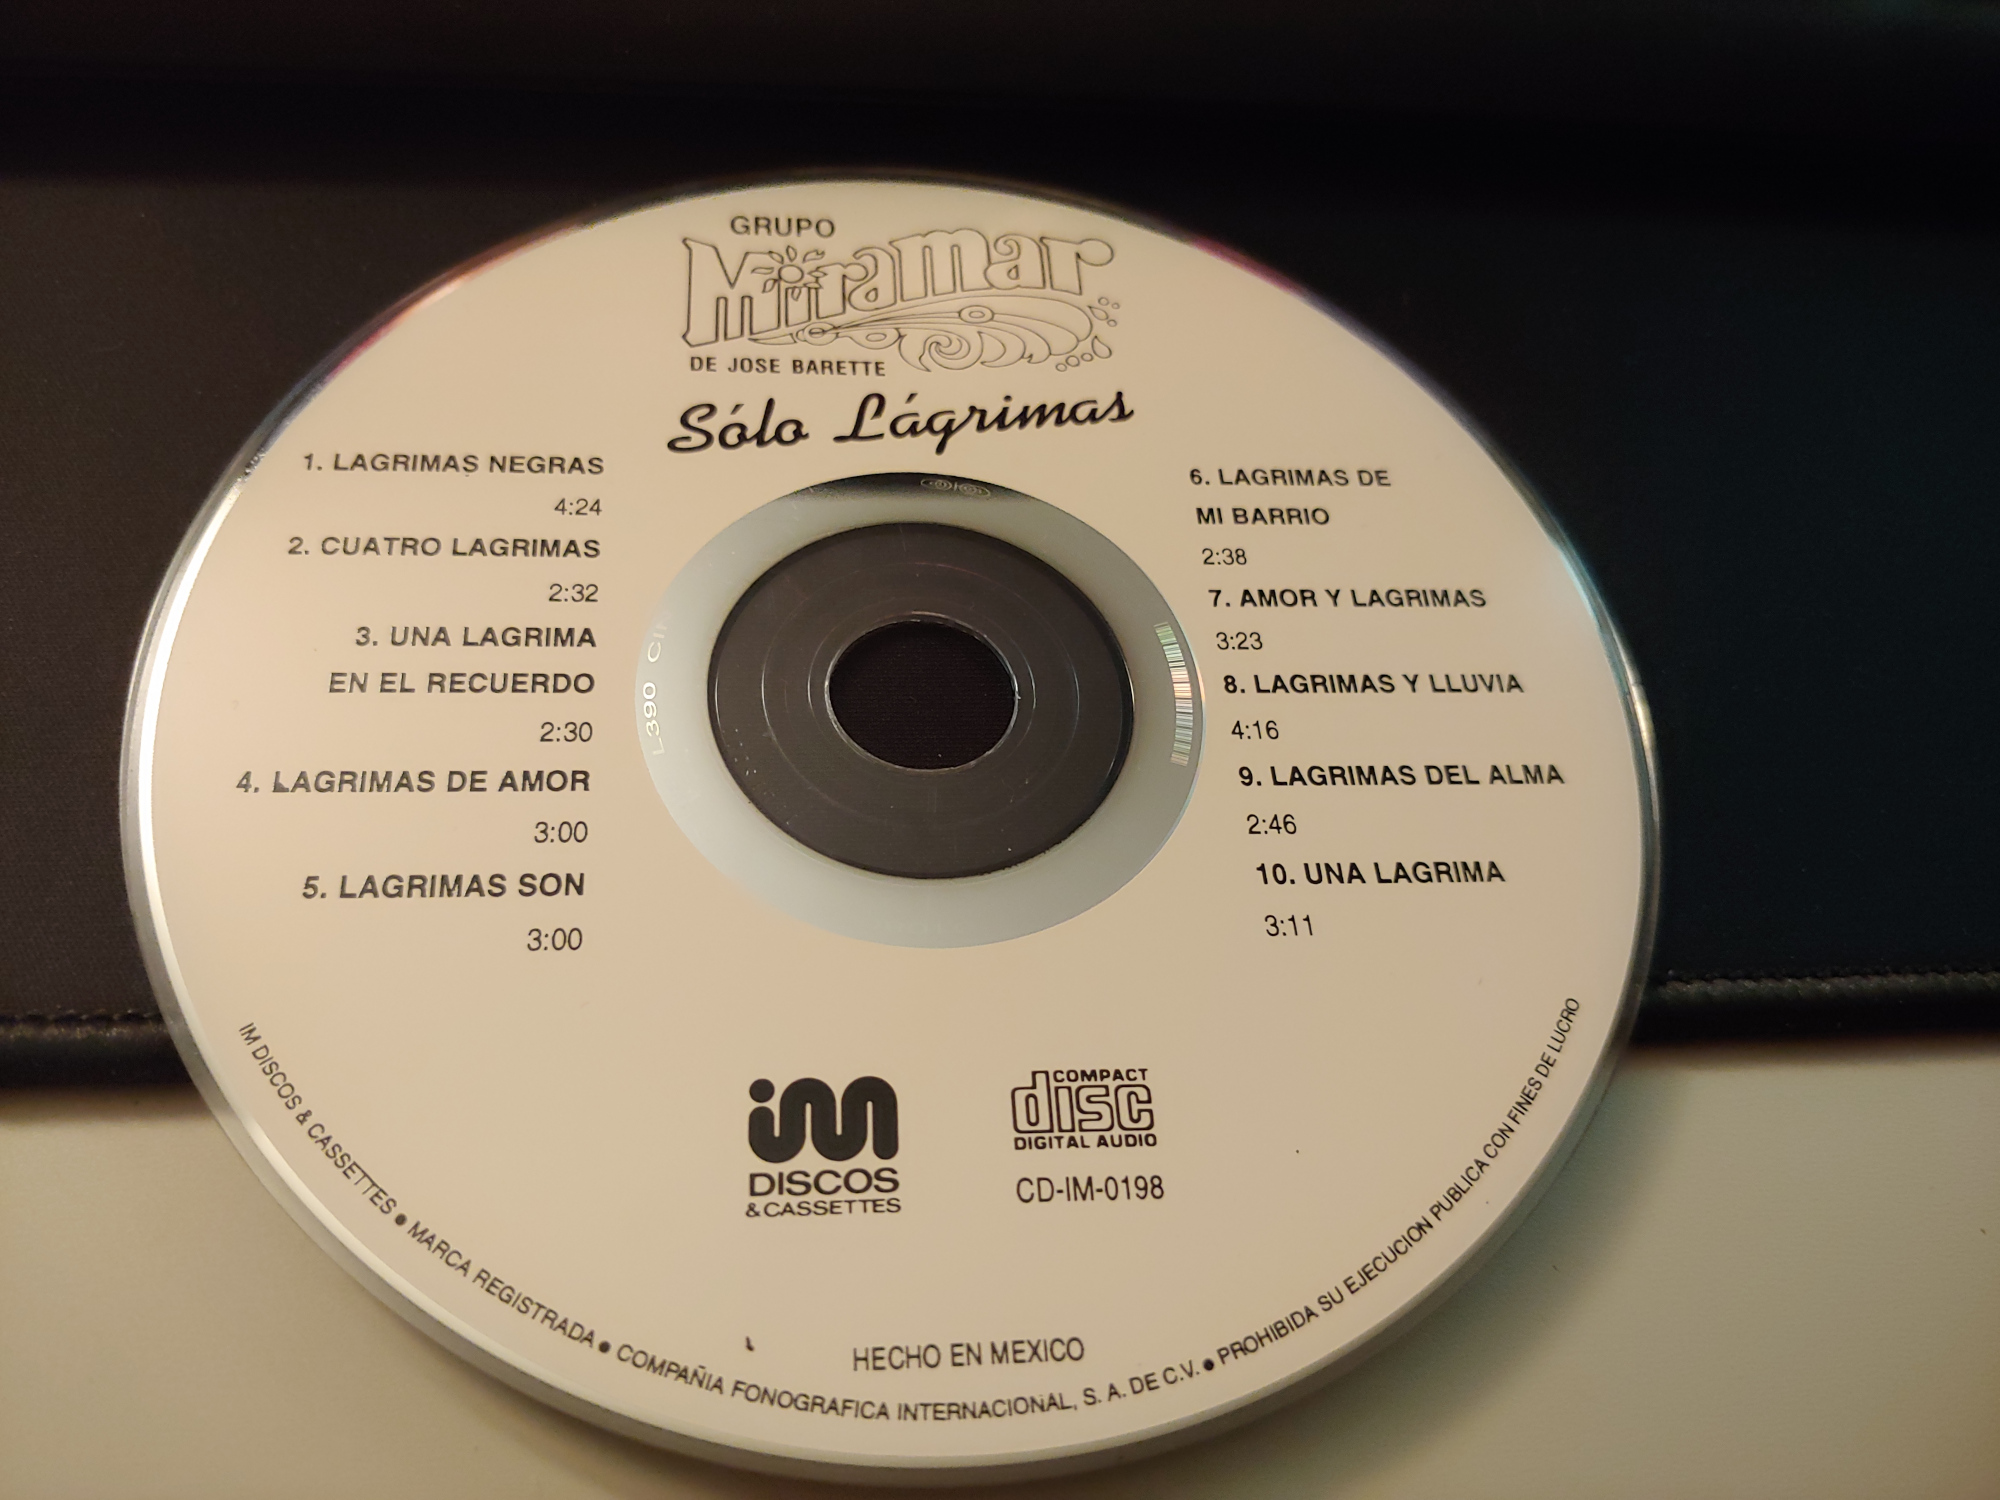 GRUPO
Miramar
DE JOSE BARETTE
Sólo Lágrimas
1. LAGRIMAS NEGRAS
4:24
2. CUATRO LAGRIMAS
2:32
3. UNA LAGRIMA
EN EL RECUERDO
2:30
4. LAGRIMAS DE AMOR
3:00
5. LAGRIMAS SON
3:00
6. LAGRIMAS DE
MI BARRIO
2:38
7. AMOR Y LAGRIMAS
3:23
8. LAGRIMAS Y LLUVIA
4:16
9. LAGRIMAS DEL ALMA
2:46
10. UNA LAGRIMA
3:11
L390
im
DISCOS
& CASSETTES
COMPACT
disc
DIGITAL AUDIO
CD-IM-0198
HECHO EN MEXICO
IM DISCOS & CASSETTES ● MARCA REGISTRADA ● COMPAÑIA FONOGRAFICA INTERNACIONAL, S. A. DE C.V. ● PROHIBIDA SU EJECUCION PUBLICA CON FINES DE LUCRO